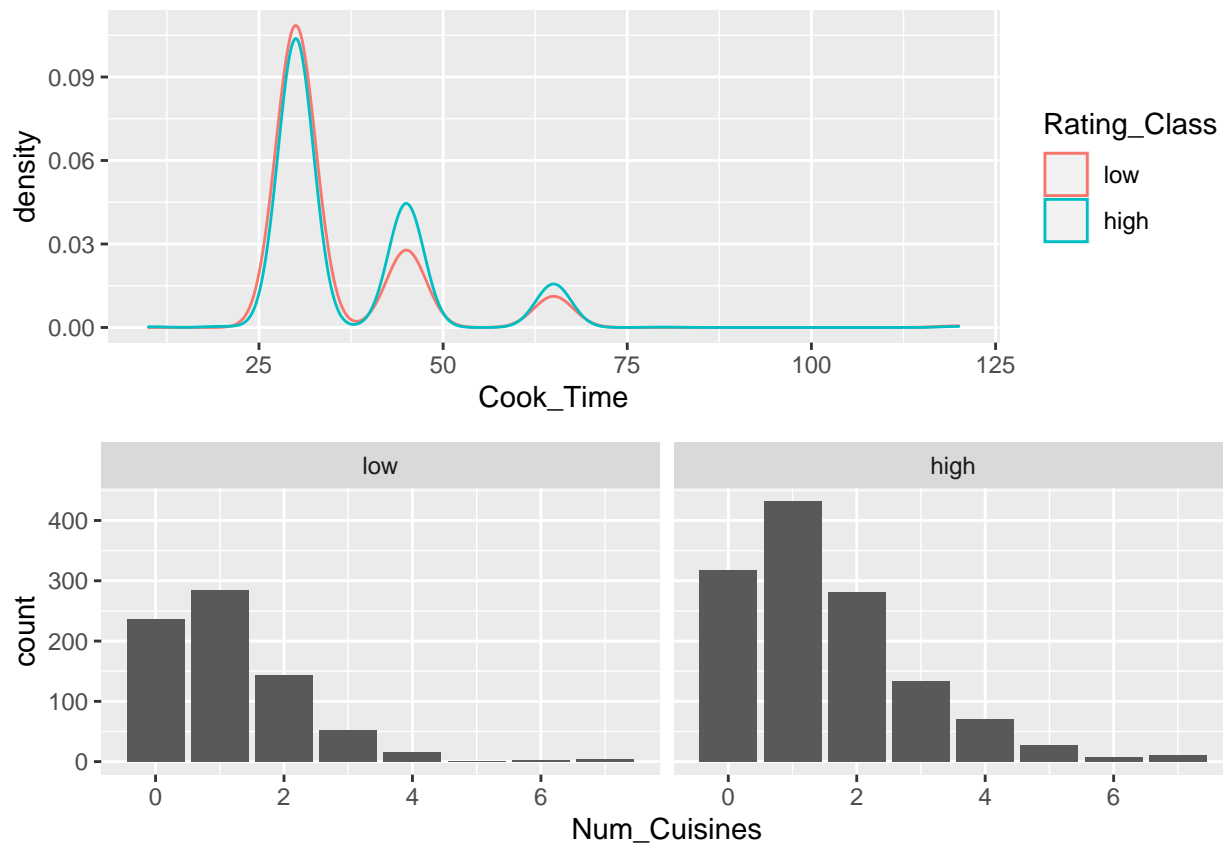 0.09
0.06
0.03
0.00
density
25 50 75 100 125
Cook_Time
Rating_Class
low
high
low high
400
300
200
100
0
count
0 2 4 6 0 2 4 6
Num_Cuisines